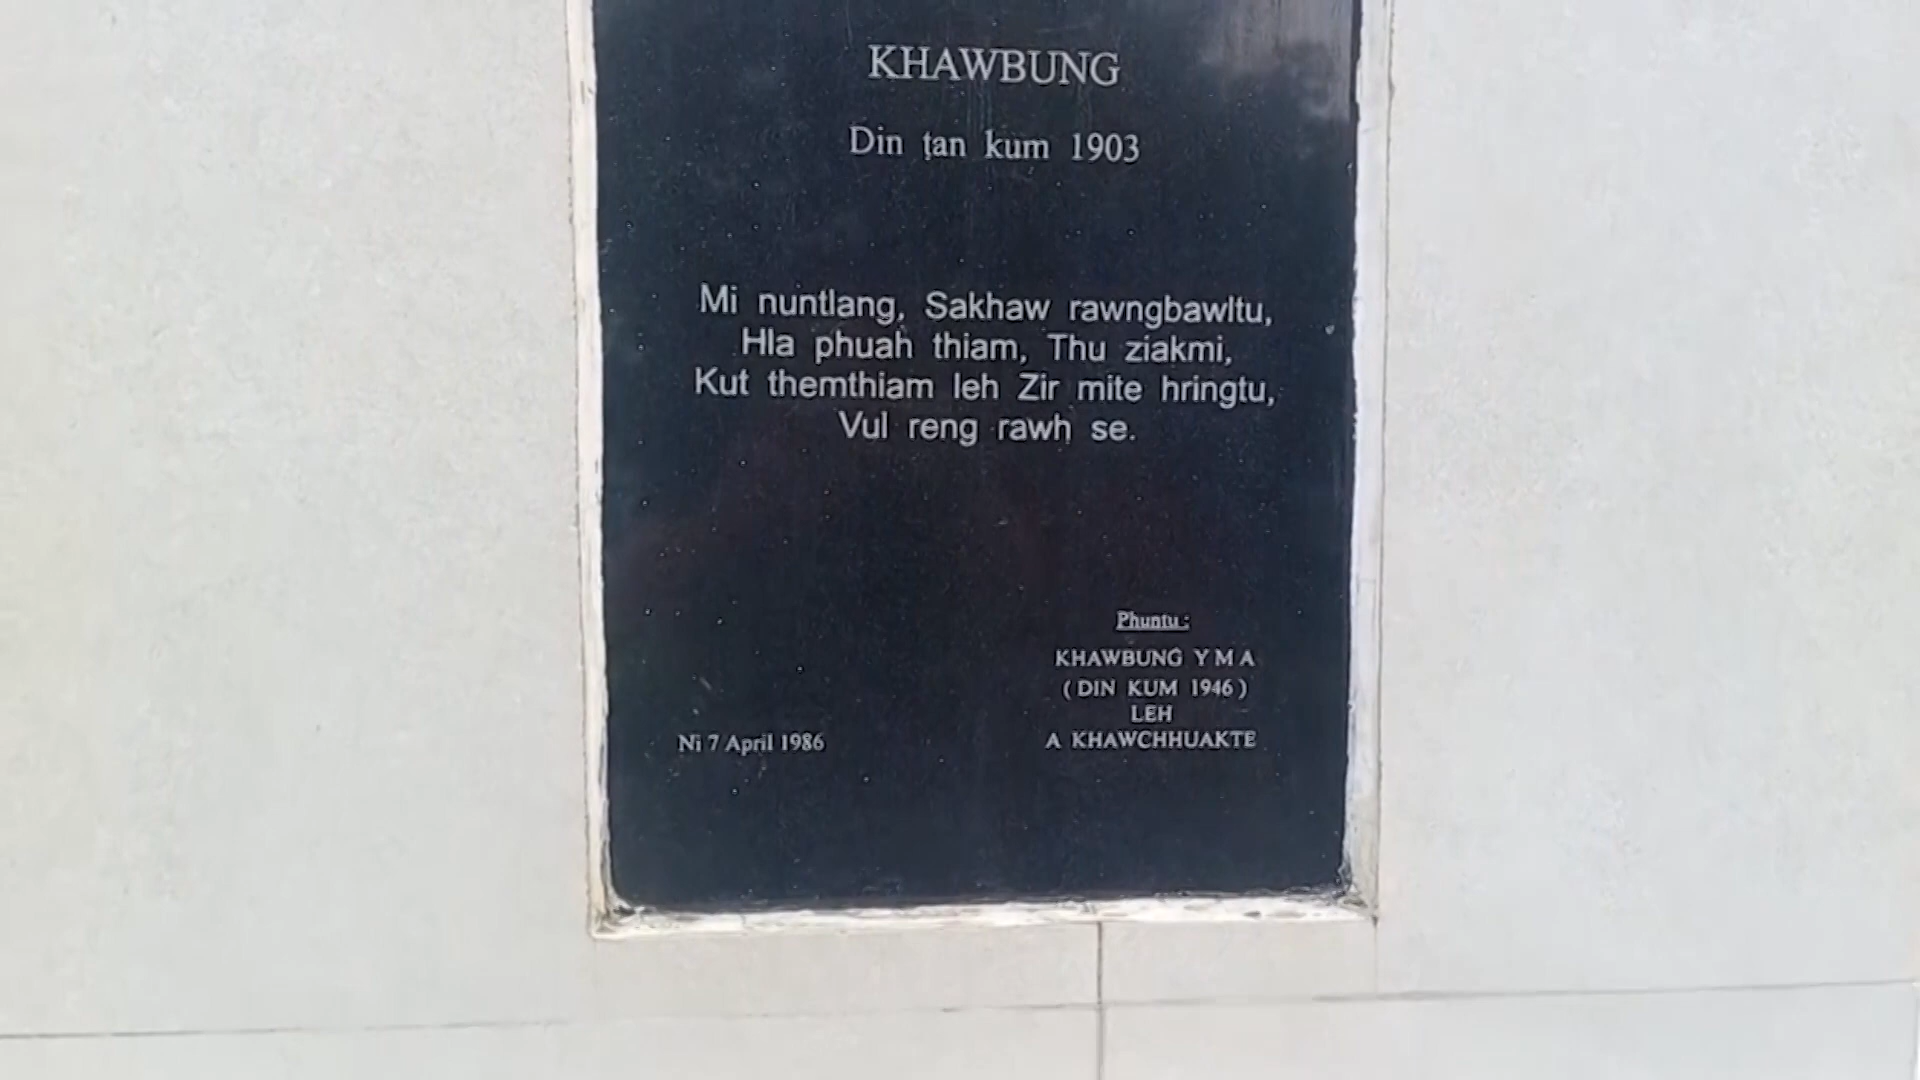 KHAWBUNG
Din ṭan kum 1903
Mi nuntlang, Sakhaw rawngbawltu,
Hla phuah thiam, Thu ziakmi,
Kut themthiam leh Zir mite hringtu,
Vul reng rawh se.
Phuntu :
KHAWBUNG Y M A
( DIN KUM 1946 )
LEH
A KHAWCHHUAKTE
Ni 7 April 1986